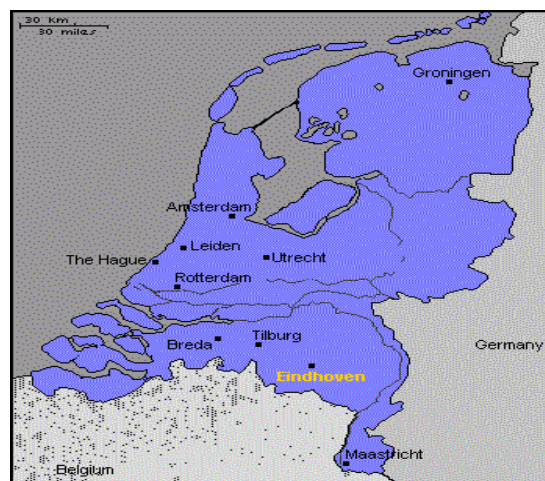 30 km
30 miles
Groningen
Amsterdam
Leiden
The Hague
Utrecht
Rotterdam
Breda
Tilburg
Germany
Eindhoven
Maastricht
Belgium